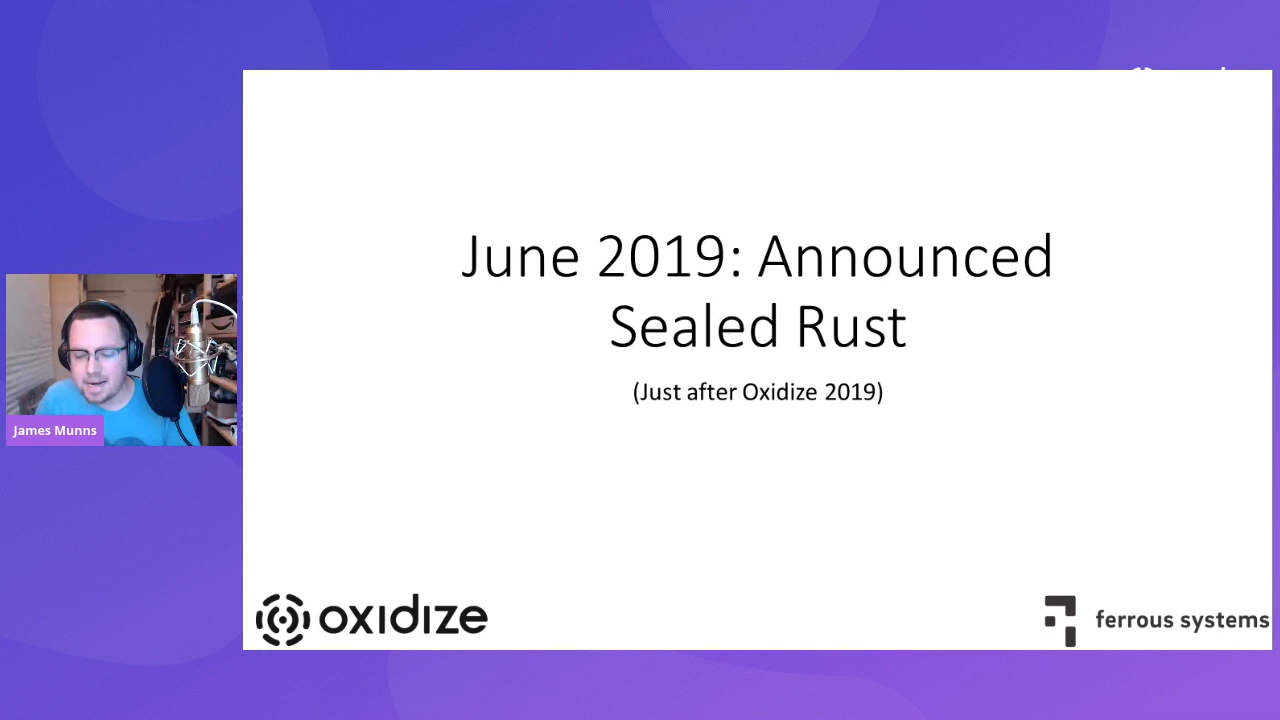 June 2019: Announced
Sealed Rust
(Just after Oxidize 2019)
James Munns
oxidize
ferrous systems